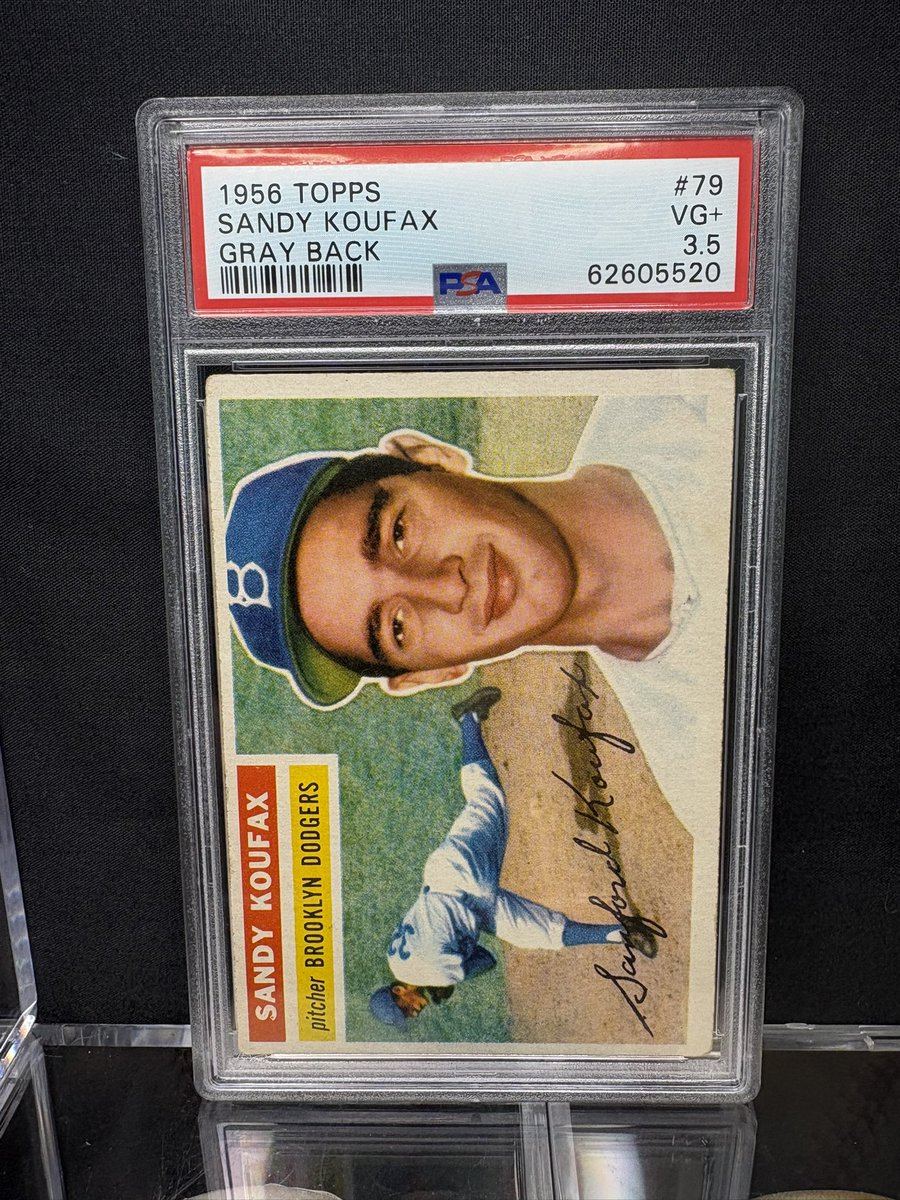 1956 TOPPS #79
SANDY KOUFAX VG+
GRAY BACK 3.5
PSA 62605520
B
SANDY KOUFAX
pitcher BROOKLYN DODGERS
Sanford Koufax